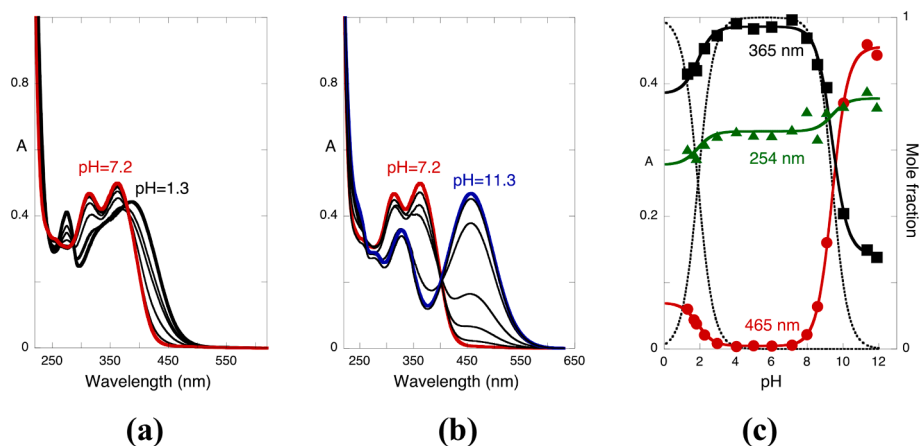 0.8
A
0.4
0
pH=7.2
pH=1.3
250
350
450
550
Wavelength (nm)
(a)
0.8
A
0.4
0
pH=7.2
pH=11.3
250
350
450
550
650
Wavelength (nm)
(b)
0.4
A
0.2
0
365 nm
254 nm
465 nm
0 2 4 6 8 10 12
pH
1
Mole fraction
0
(c)